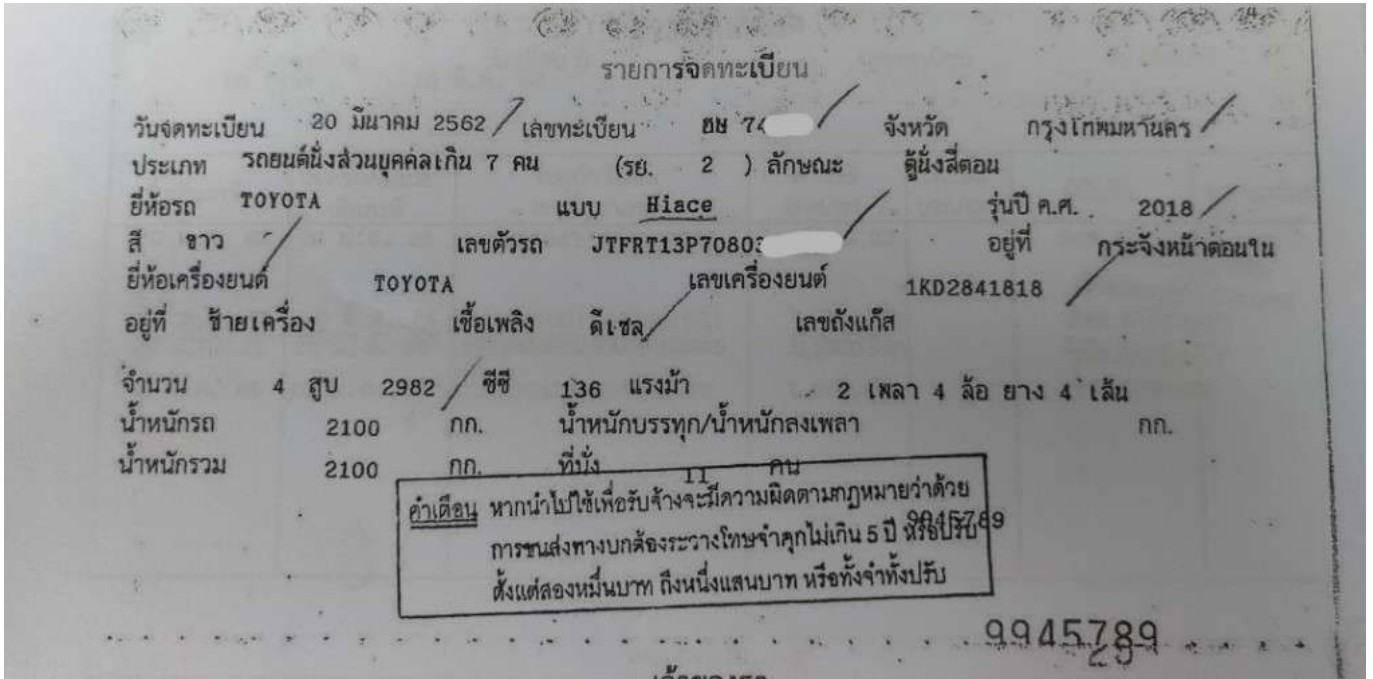 รายการจดทะเบียน
วันจดทะเบียน 20 มีนาคม 2562 เลขทะเบียน ฮษ 74 จังหวัด กรุงเทพมหานคร
ประเภท รถยนต์นั่งส่วนบุคคลเกิน 7 คน (รย. 2 ) ลักษณะ ตู้นั่งสี่ตอน
ยี่ห้อรถ TOYOTA แบบ Hiace รุ่นปี ค.ศ. 2018
สี ขาว เลขตัวรถ JTFRT13P70803 อยู่ที่ กระจังหน้าตอนใน
ยี่ห้อเครื่องยนต์ TOYOTA เลขเครื่องยนต์ 1KD2841818
อยู่ที่ ซ้ายเครื่อง เชื้อเพลิง ดีเซล เลขถังแก๊ส
จำนวน 4 สูบ 2982 ซีซี 136 แรงม้า 2 เพลา 4 ล้อ ยาง 4 เส้น
น้ำหนักรถ 2100 กก. น้ำหนักบรรทุก/น้ำหนักลงเพลา กก.
น้ำหนักรวม 2100 กก. ที่นั่ง 11 คน
คำเตือน หากนำไปใช้เพื่อรับจ้างจะมีความผิดตามกฎหมายว่าด้วย
9945789
การขนส่งทางบกต้องระวางโทษจำคุกไม่เกิน 5 ปี หรือปรับ
ตั้งแต่สองหมื่นบาท ถึงหนึ่งแสนบาท หรือทั้งจำทั้งปรับ
9945789